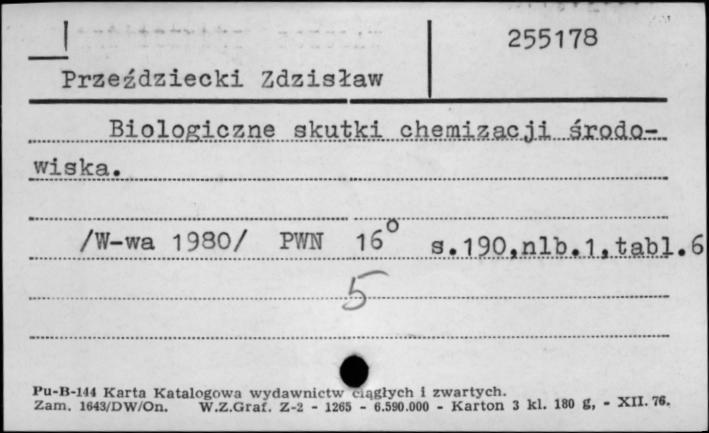 255178
Przeździecki Zdzisław
Biologiczne skutki chemizacji środo-
wiska.
/W-wa 1980/ PWN 16° s.190,nlb.1,tabl.6
5
Pu-B-144 Karta Katalogowa wydawnictw ciągłych i zwartych.
Zam. 1643/DW/On. W.Z.Graf. Z-2 - 1265 - 6.590.000 - Karton 3 kl. 180 g, - XII. 76.